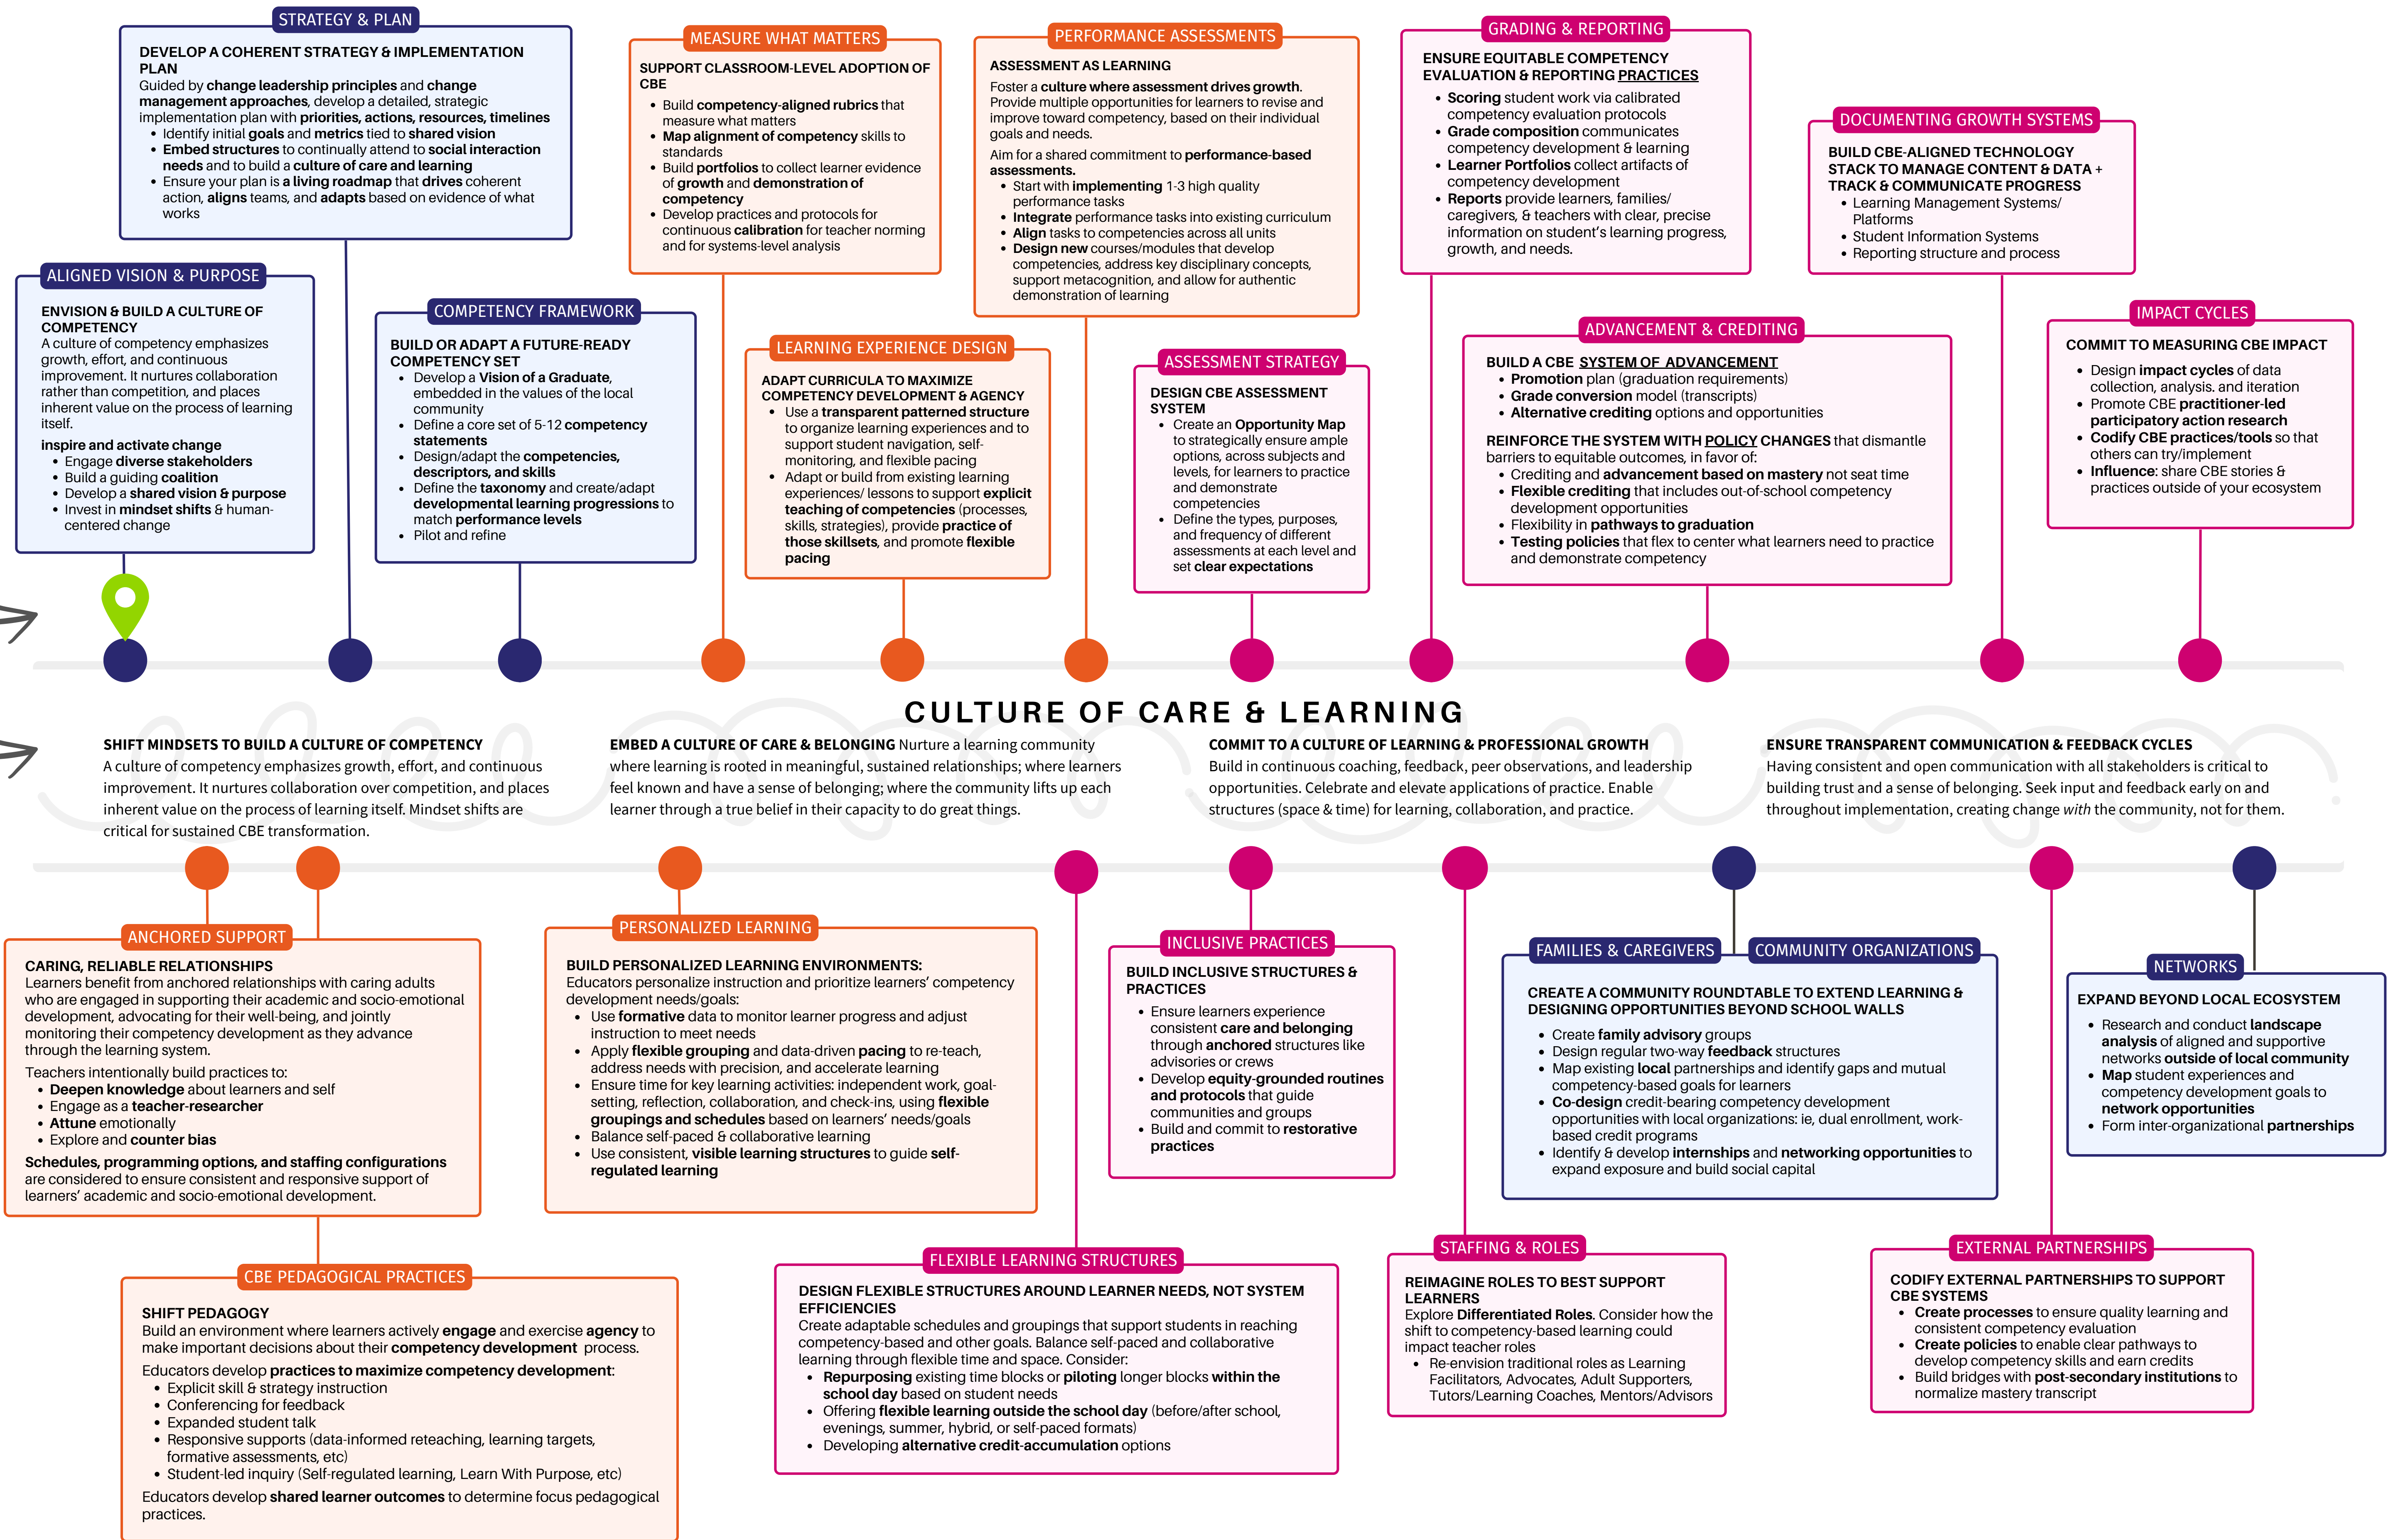 STRATEGY & PLAN
DEVELOP A COHERENT STRATEGY & IMPLEMENTATION
PLAN
Guided by change leadership principles and change
management approaches, develop a detailed, strategic
implementation plan with priorities, actions, resources, timelines
• Identify initial goals and metrics tied to shared vision
• Embed structures to continually attend to social interaction
needs and to build a culture of care and learning
• Ensure your plan is a living roadmap that drives coherent
action, aligns teams, and adapts based on evidence of what
works
MEASURE WHAT MATTERS
SUPPORT CLASSROOM-LEVEL ADOPTION OF
CBE
• Build competency-aligned rubrics that
measure what matters
• Map alignment of competency skills to
standards
• Build portfolios to collect learner evidence
of growth and demonstration of
competency
• Develop practices and protocols for
continuous calibration for teacher norming
and for systems-level analysis
PERFORMANCE ASSESSMENTS
ASSESSMENT AS LEARNING
Foster a culture where assessment drives growth.
Provide multiple opportunities for learners to revise and
improve toward competency, based on their individual
goals and needs.
Aim for a shared commitment to performance-based
assessments.
• Start with implementing 1-3 high quality
performance tasks
• Integrate performance tasks into existing curriculum
• Align tasks to competencies across all units
• Design new courses/modules that develop
competencies, address key disciplinary concepts,
support metacognition, and allow for authentic
demonstration of learning
GRADING & REPORTING
ENSURE EQUITABLE COMPETENCY
EVALUATION & REPORTING PRACTICES
• Scoring student work via calibrated
competency evaluation protocols
• Grade composition communicates
competency development & learning
• Learner Portfolios collect artifacts of
competency development
• Reports provide learners, families/
caregivers, & teachers with clear, precise
information on student's learning progress,
growth, and needs.
DOCUMENTING GROWTH SYSTEMS
BUILD CBE-ALIGNED TECHNOLOGY
STACK TO MANAGE CONTENT & DATA +
TRACK & COMMUNICATE PROGRESS
• Learning Management Systems/
Platforms
• Student Information Systems
• Reporting structure and process
ALIGNED VISION & PURPOSE
ENVISION & BUILD A CULTURE OF
COMPETENCY
A culture of competency emphasizes
growth, effort, and continuous
improvement. It nurtures collaboration
rather than competition, and places
inherent value on the process of learning
itself.
inspire and activate change
• Engage diverse stakeholders
• Build a guiding coalition
• Develop a shared vision & purpose
• Invest in mindset shifts & human-
centered change
COMPETENCY FRAMEWORK
BUILD OR ADAPT A FUTURE-READY
COMPETENCY SET
• Develop a Vision of a Graduate,
embedded in the values of the local
community
• Define a core set of 5-12 competency
statements
• Design/adapt the competencies,
descriptors, and skills
• Define the taxonomy and create/adapt
developmental learning progressions to
match performance levels
• Pilot and refine
LEARNING EXPERIENCE DESIGN
ADAPT CURRICULA TO MAXIMIZE
COMPETENCY DEVELOPMENT & AGENCY
• Use a transparent patterned structure
to organize learning experiences and to
support student navigation, self-
monitoring, and flexible pacing
• Adapt or build from existing learning
experiences/ lessons to support explicit
teaching of competencies (processes,
skills, strategies), provide practice of
those skillsets, and promote flexible
pacing
ASSESSMENT STRATEGY
DESIGN CBE ASSESSMENT
SYSTEM
• Create an Opportunity Map
to strategically ensure ample
options, across subjects and
levels, for learners to practice
and demonstrate
competencies
• Define the types, purposes,
and frequency of different
assessments at each level and
set clear expectations
ADVANCEMENT & CREDITING
BUILD A CBE SYSTEM OF ADVANCEMENT
• Promotion plan (graduation requirements)
• Grade conversion model (transcripts)
• Alternative crediting options and opportunities
REINFORCE THE SYSTEM WITH POLICY CHANGES that dismantle
barriers to equitable outcomes, in favor of:
• Crediting and advancement based on mastery not seat time
• Flexible crediting that includes out-of-school competency
development opportunities
• Flexibility in pathways to graduation
• Testing policies that flex to center what learners need to practice
and demonstrate competency
IMPACT CYCLES
COMMIT TO MEASURING CBE IMPACT
• Design impact cycles of data
collection, analysis. and iteration
• Promote CBE practitioner-led
participatory action research
• Codify CBE practices/tools so that
others can try/implement
• Influence: share CBE stories &
practices outside of your ecosystem
CULTURE OF CARE & LEARNING
SHIFT MINDSETS TO BUILD A CULTURE OF COMPETENCY
A culture of competency emphasizes growth, effort, and continuous
improvement. It nurtures collaboration over competition, and places
inherent value on the process of learning itself. Mindset shifts are
critical for sustained CBE transformation.
EMBED A CULTURE OF CARE & BELONGING Nurture a learning community
where learning is rooted in meaningful, sustained relationships; where learners
feel known and have a sense of belonging; where the community lifts up each
learner through a true belief in their capacity to do great things.
COMMIT TO A CULTURE OF LEARNING & PROFESSIONAL GROWTH
Build in continuous coaching, feedback, peer observations, and leadership
opportunities. Celebrate and elevate applications of practice. Enable
structures (space & time) for learning, collaboration, and practice.
ENSURE TRANSPARENT COMMUNICATION & FEEDBACK CYCLES
Having consistent and open communication with all stakeholders is critical to
building trust and a sense of belonging. Seek input and feedback early on and
throughout implementation, creating change with the community, not for them.
ANCHORED SUPPORT
CARING, RELIABLE RELATIONSHIPS
Learners benefit from anchored relationships with caring adults
who are engaged in supporting their academic and socio-emotional
development, advocating for their well-being, and jointly
monitoring their competency development as they advance
through the learning system.
Teachers intentionally build practices to:
• Deepen knowledge about learners and self
• Engage as a teacher-researcher
• Attune emotionally
• Explore and counter bias
Schedules, programming options, and staffing configurations
are considered to ensure consistent and responsive support of
learners' academic and socio-emotional development.
PERSONALIZED LEARNING
BUILD PERSONALIZED LEARNING ENVIRONMENTS:
Educators personalize instruction and prioritize learners' competency
development needs/goals:
• Use formative data to monitor learner progress and adjust
instruction to meet needs
• Apply flexible grouping and data-driven pacing to re-teach,
address needs with precision, and accelerate learning
• Ensure time for key learning activities: independent work, goal-
setting, reflection, collaboration, and check-ins, using flexible
groupings and schedules based on learners' needs/goals
• Balance self-paced & collaborative learning
• Use consistent, visible learning structures to guide self-
regulated learning
INCLUSIVE PRACTICES
BUILD INCLUSIVE STRUCTURES &
PRACTICES
• Ensure learners experience
consistent care and belonging
through anchored structures like
advisories or crews
• Develop equity-grounded routines
and protocols that guide
communities and groups
• Build and commit to restorative
practices
FAMILIES & CAREGIVERS
COMMUNITY ORGANIZATIONS
CREATE A COMMUNITY ROUNDTABLE TO EXTEND LEARNING &
DESIGNING OPPORTUNITIES BEYOND SCHOOL WALLS
• Create family advisory groups
• Design regular two-way feedback structures
• Map existing local partnerships and identify gaps and mutual
competency-based goals for learners
• Co-design credit-bearing competency development
opportunities with local organizations: ie, dual enrollment, work-
based credit programs
• Identify & develop internships and networking opportunities to
expand exposure and build social capital
NETWORKS
EXPAND BEYOND LOCAL ECOSYSTEM
• Research and conduct landscape
analysis of aligned and supportive
networks outside of local community
• Map student experiences and
competency development goals to
network opportunities
• Form inter-organizational partnerships
CBE PEDAGOGICAL PRACTICES
SHIFT PEDAGOGY
Build an environment where learners actively engage and exercise agency to
make important decisions about their competency development process.
Educators develop practices to maximize competency development:
• Explicit skill & strategy instruction
• Conferencing for feedback
• Expanded student talk
• Responsive supports (data-informed reteaching, learning targets,
formative assessments, etc)
• Student-led inquiry (Self-regulated learning, Learn With Purpose, etc)
Educators develop shared learner outcomes to determine focus pedagogical
practices.
FLEXIBLE LEARNING STRUCTURES
DESIGN FLEXIBLE STRUCTURES AROUND LEARNER NEEDS, NOT SYSTEM
EFFICIENCIES
Create adaptable schedules and groupings that support students in reaching
competency-based and other goals. Balance self-paced and collaborative
learning through flexible time and space. Consider:
• Repurposing existing time blocks or piloting longer blocks within the
school day based on student needs
• Offering flexible learning outside the school day (before/after school,
evenings, summer, hybrid, or self-paced formats)
• Developing alternative credit-accumulation options
STAFFING & ROLES
REIMAGINE ROLES TO BEST SUPPORT
LEARNERS
Explore Differentiated Roles. Consider how the
shift to competency-based learning could
impact teacher roles
• Re-envision traditional roles as Learning
Facilitators, Advocates, Adult Supporters,
Tutors/Learning Coaches, Mentors/Advisors
EXTERNAL PARTNERSHIPS
CODIFY EXTERNAL PARTNERSHIPS TO SUPPORT
CBE SYSTEMS
• Create processes to ensure quality learning and
consistent competency evaluation
• Create policies to enable clear pathways to
develop competency skills and earn credits
• Build bridges with post-secondary institutions to
normalize mastery transcript